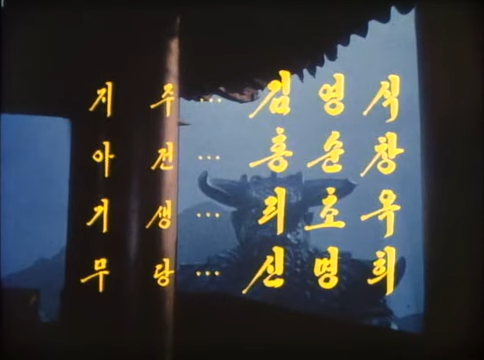 지 주 ... 김 영 식
아 전 ... 홍 순 창
기 생 ... 리 초 옥
무 당 ... 신 명 희